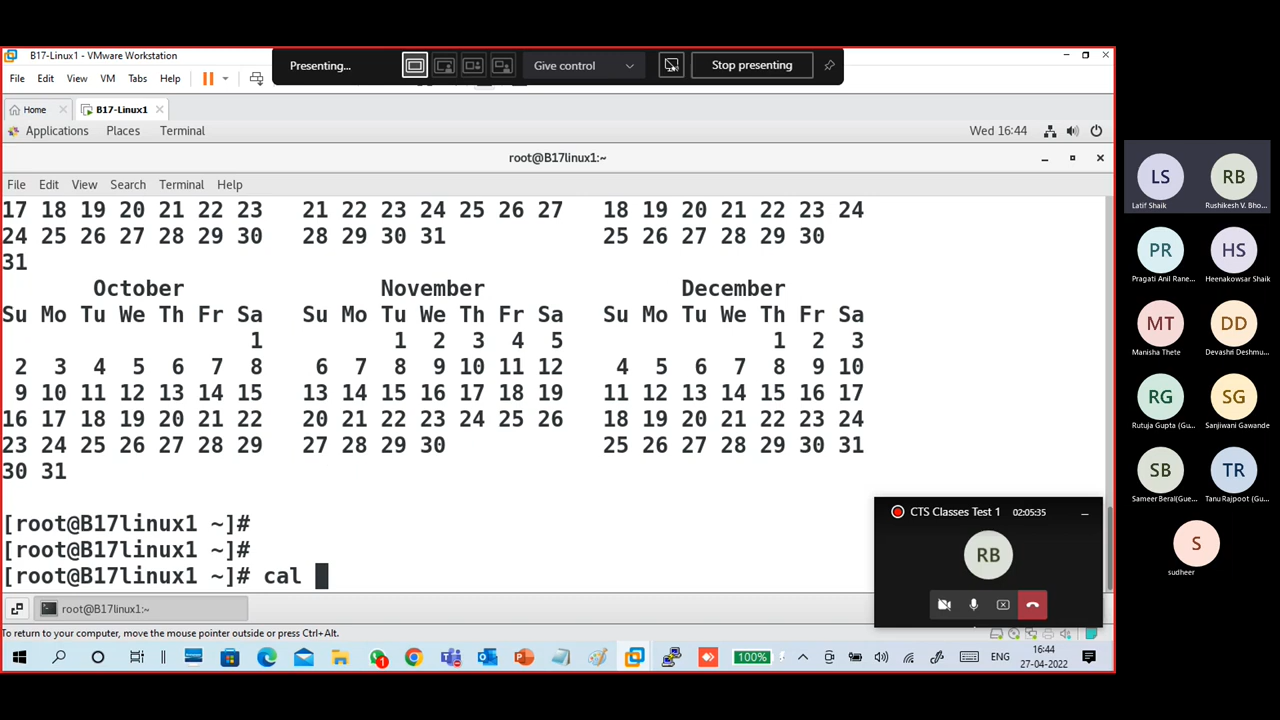 B17-Linux1 - VMware Workstation
Presenting...
Give control
Stop presenting
File Edit View VM Tabs Help
Home
B17-Linux1
Applications Places Terminal
Wed 16:44
root@B17linux1:~
File Edit View Search Terminal Help
17 18 19 20 21 22 23 21 22 23 24 25 26 27 18 19 20 21 22 23 24
24 25 26 27 28 29 30 28 29 30 31 25 26 27 28 29 30
31
October November December
Su Mo Tu We Th Fr Sa Su Mo Tu We Th Fr Sa Su Mo Tu We Th Fr Sa
1 1 2 3 4 5 1 2 3
2 3 4 5 6 7 8 6 7 8 9 10 11 12 4 5 6 7 8 9 10
9 10 11 12 13 14 15 13 14 15 16 17 18 19 11 12 13 14 15 16 17
16 17 18 19 20 21 22 20 21 22 23 24 25 26 18 19 20 21 22 23 24
23 24 25 26 27 28 29 27 28 29 30 25 26 27 28 29 30 31
30 31
[root@B17linux1 ~]#
[root@B17linux1 ~]#
[root@B17linux1 ~]# cal
CTS Classes Test 1 02:05:35
RB
root@B17linux1:~
To return to your computer, move the mouse pointer outside or press Ctrl+Alt.
100%
ENG
16:44
27-04-2022
LS
Latif Shaik
RB
Rushikesh V. Bho...
PR
Pragati Anil Rane...
HS
Heenakowsar Shaik
MT
Manisha Thete
DD
Devashri Deshmu...
RG
Rutuja Gupta (Gu...
SG
Sanjiwani Gawande
SB
Sameer Beral(Gue...
TR
Tanu Rajpoot (Gu...
S
sudheer